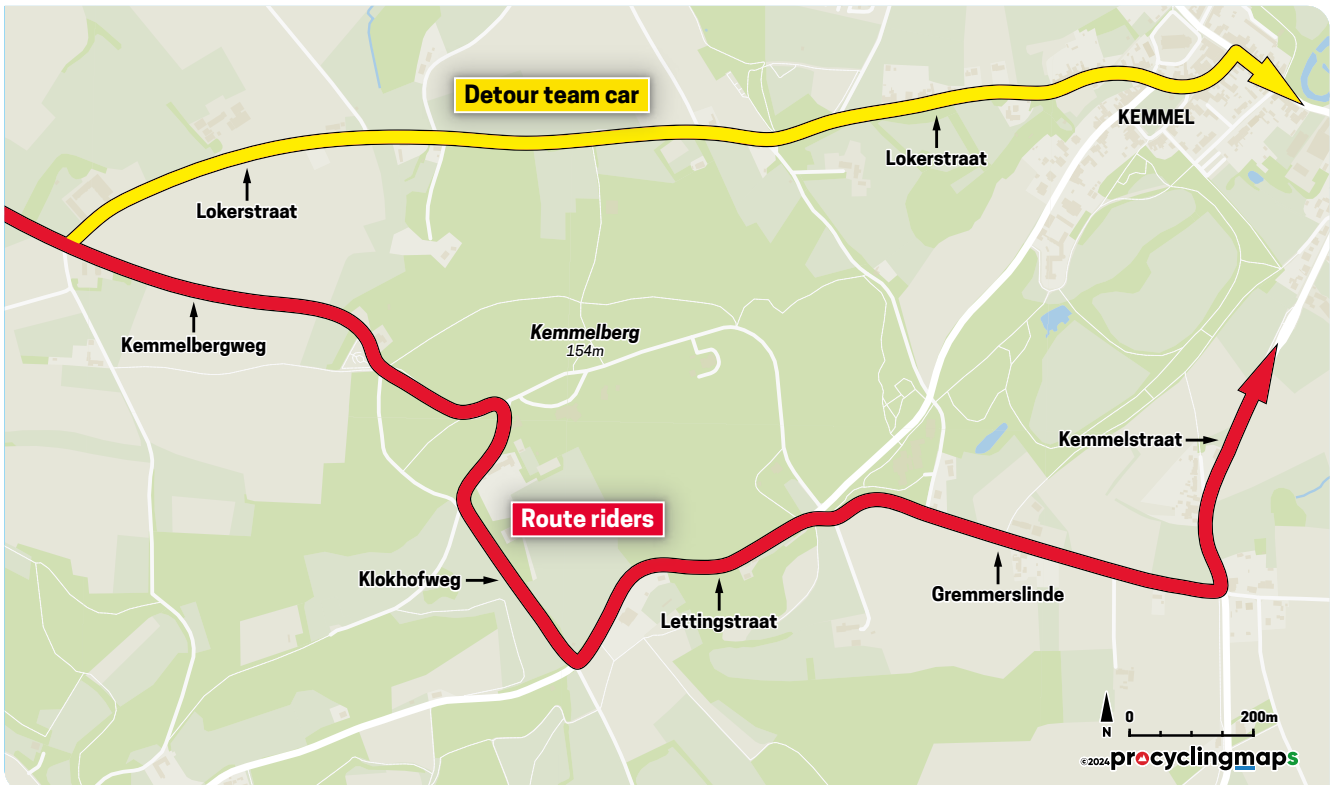 Detour team car
KEMMEL
Lokerstraat
Lokerstraat
Kemmelbergweg
Kemmelberg
154m
Kemmelstraat
Route riders
Klokhofweg
Gremmerslinde
Lettingstraat
0 200m
N
©2024 procyclingmaps